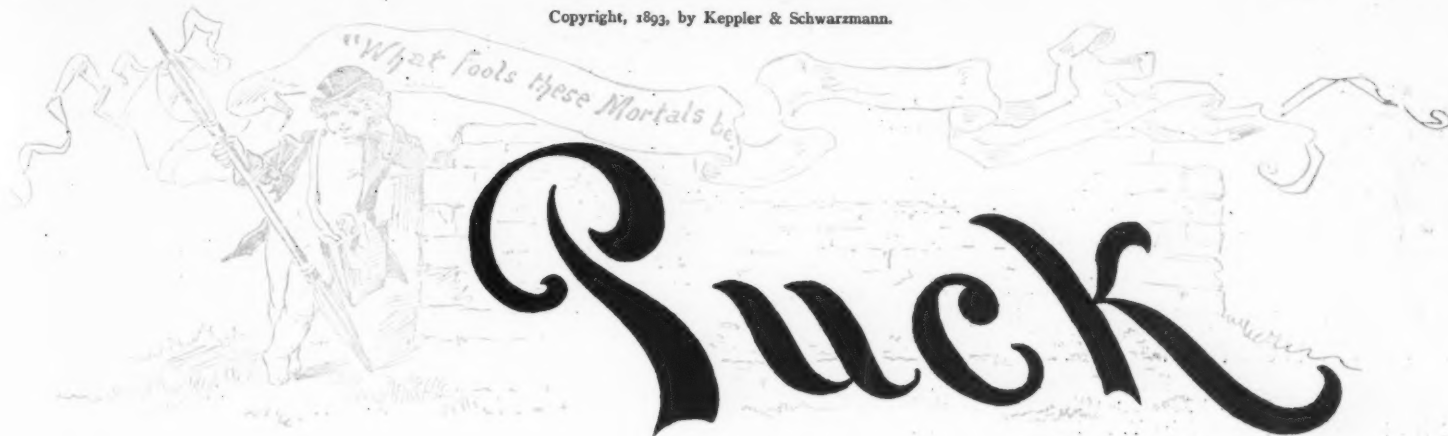 Copyright, 1893, by Keppler & Schwarzmann.
"What Fools these Mortals be
Puck